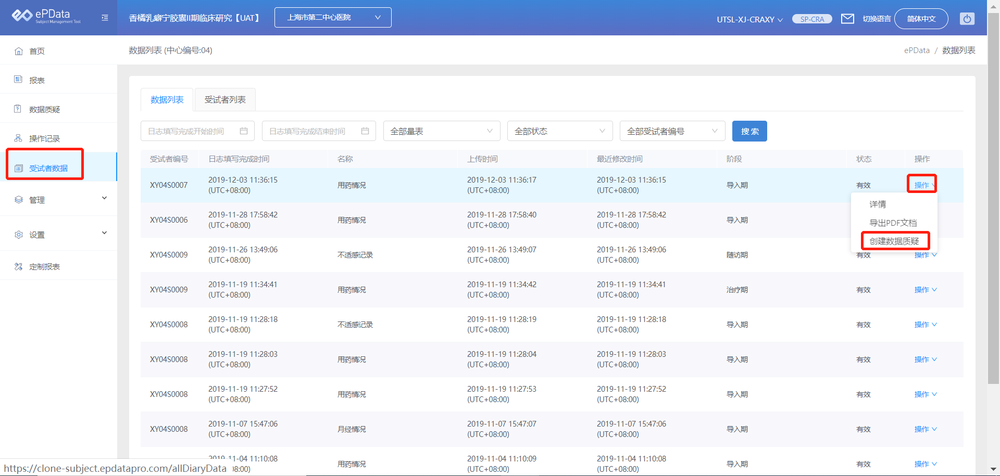 ePData
Subject Management Tool
香橘乳癖宁胶囊II期临床研究【UAT】
上海市第二中心医院
UTSL-XJ-CRAXY
SP-CRA
切换语言
简体中文
首页
报表
数据质疑
操作记录
受试者数据
管理
设置
定制报表
数据列表 (中心编号:04)
ePData / 数据列表
数据列表
受试者列表
日志填写完成开始时间
日志填写完成结束时间
全部量表
全部状态
全部受试者编号
搜 索
受试者编号 日志填写完成时间 名称 上传时间 最近修改时间 阶段 状态 操作
XY04S0007 2019-12-03 11:36:15 (UTC+08:00) 用药情况 2019-12-03 11:36:17 (UTC+08:00) 2019-12-03 11:36:15 (UTC+08:00) 导入期 有效 操作
详情
导出PDF文档
创建数据质疑
XY04S0006 2019-11-28 17:58:42 (UTC+08:00) 用药情况 2019-11-28 17:58:40 (UTC+08:00) 2019-11-28 17:58:42 (UTC+08:00) 导入期
XY04S0009 2019-11-26 13:49:06 (UTC+08:00) 不适感记录 2019-11-26 13:49:07 (UTC+08:00) 2019-11-26 13:49:06 (UTC+08:00) 随访期 有效 操作
XY04S0009 2019-11-19 11:34:41 (UTC+08:00) 用药情况 2019-11-19 11:34:42 (UTC+08:00) 2019-11-19 11:34:41 (UTC+08:00) 治疗期 有效 操作
XY04S0008 2019-11-19 11:28:18 (UTC+08:00) 不适感记录 2019-11-19 11:28:19 (UTC+08:00) 2019-11-19 11:28:18 (UTC+08:00) 导入期 有效 操作
XY04S0008 2019-11-19 11:28:03 (UTC+08:00) 用药情况 2019-11-19 11:28:04 (UTC+08:00) 2019-11-19 11:28:03 (UTC+08:00) 导入期 有效 操作
XY04S0008 2019-11-19 11:27:52 (UTC+08:00) 用药情况 2019-11-19 11:27:53 (UTC+08:00) 2019-11-19 11:27:52 (UTC+08:00) 导入期 有效 操作
XY04S0008 2019-11-07 15:47:06 (UTC+08:00) 月经情况 2019-11-07 15:47:07 (UTC+08:00) 2019-11-07 15:47:06 (UTC+08:00) 导入期 有效 操作
11-04 11:10:08 08:00) 用药情况 2019-11-04 11:10:09 (UTC+08:00) 2019-11-04 11:10:08 (UTC+08:00) 导入期 有效 操作
https://clone-subject.epdatapro.com/allDiaryData